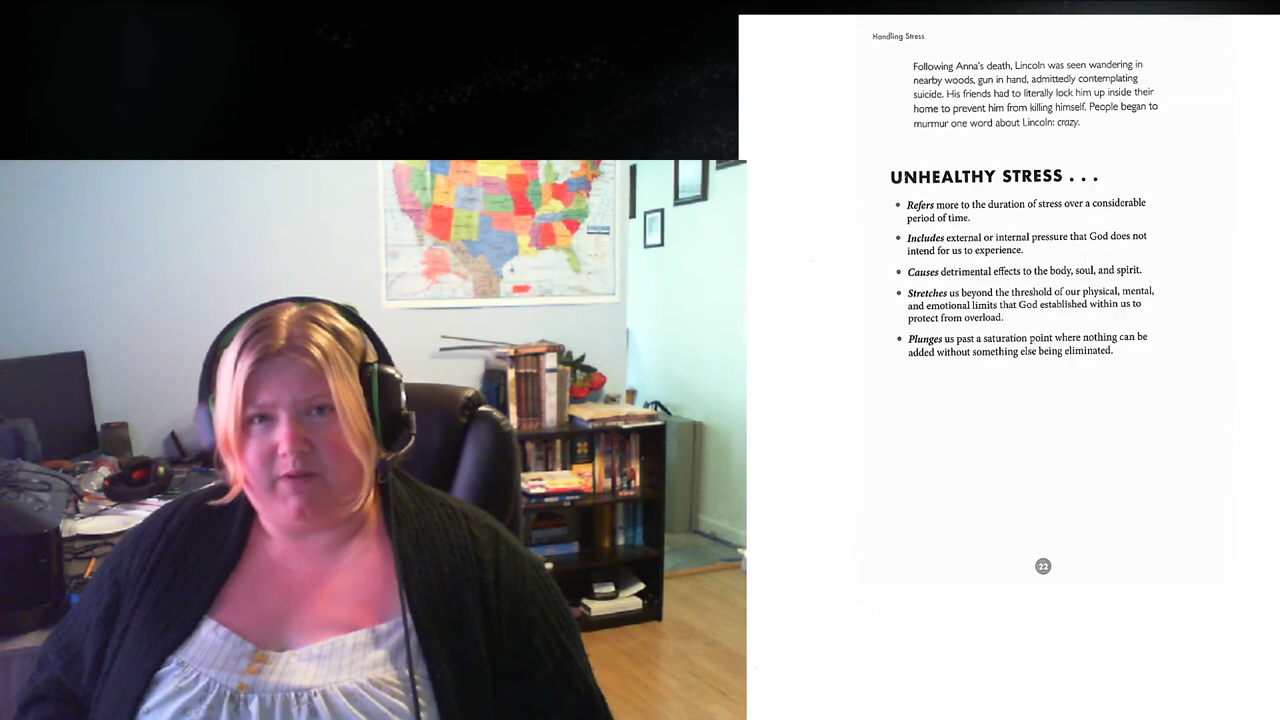 Handling Stress
Following Anna's death, Lincoln was seen wandering in
nearby woods, gun in hand, admittedly contemplating
suicide. His friends had to literally lock him up inside their
home to prevent him from killing himself. People began to
murmur one word about Lincoln: crazy.
UNHEALTHY STRESS . . .
• Refers more to the duration of stress over a considerable
period of time.
• Includes external or internal pressure that God does not
intend for us to experience.
• Causes detrimental effects to the body, soul, and spirit.
• Stretches us beyond the threshold of our physical, mental,
and emotional limits that God established within us to
protect from overload.
• Plunges us past a saturation point where nothing can be
added without something else being eliminated.
22